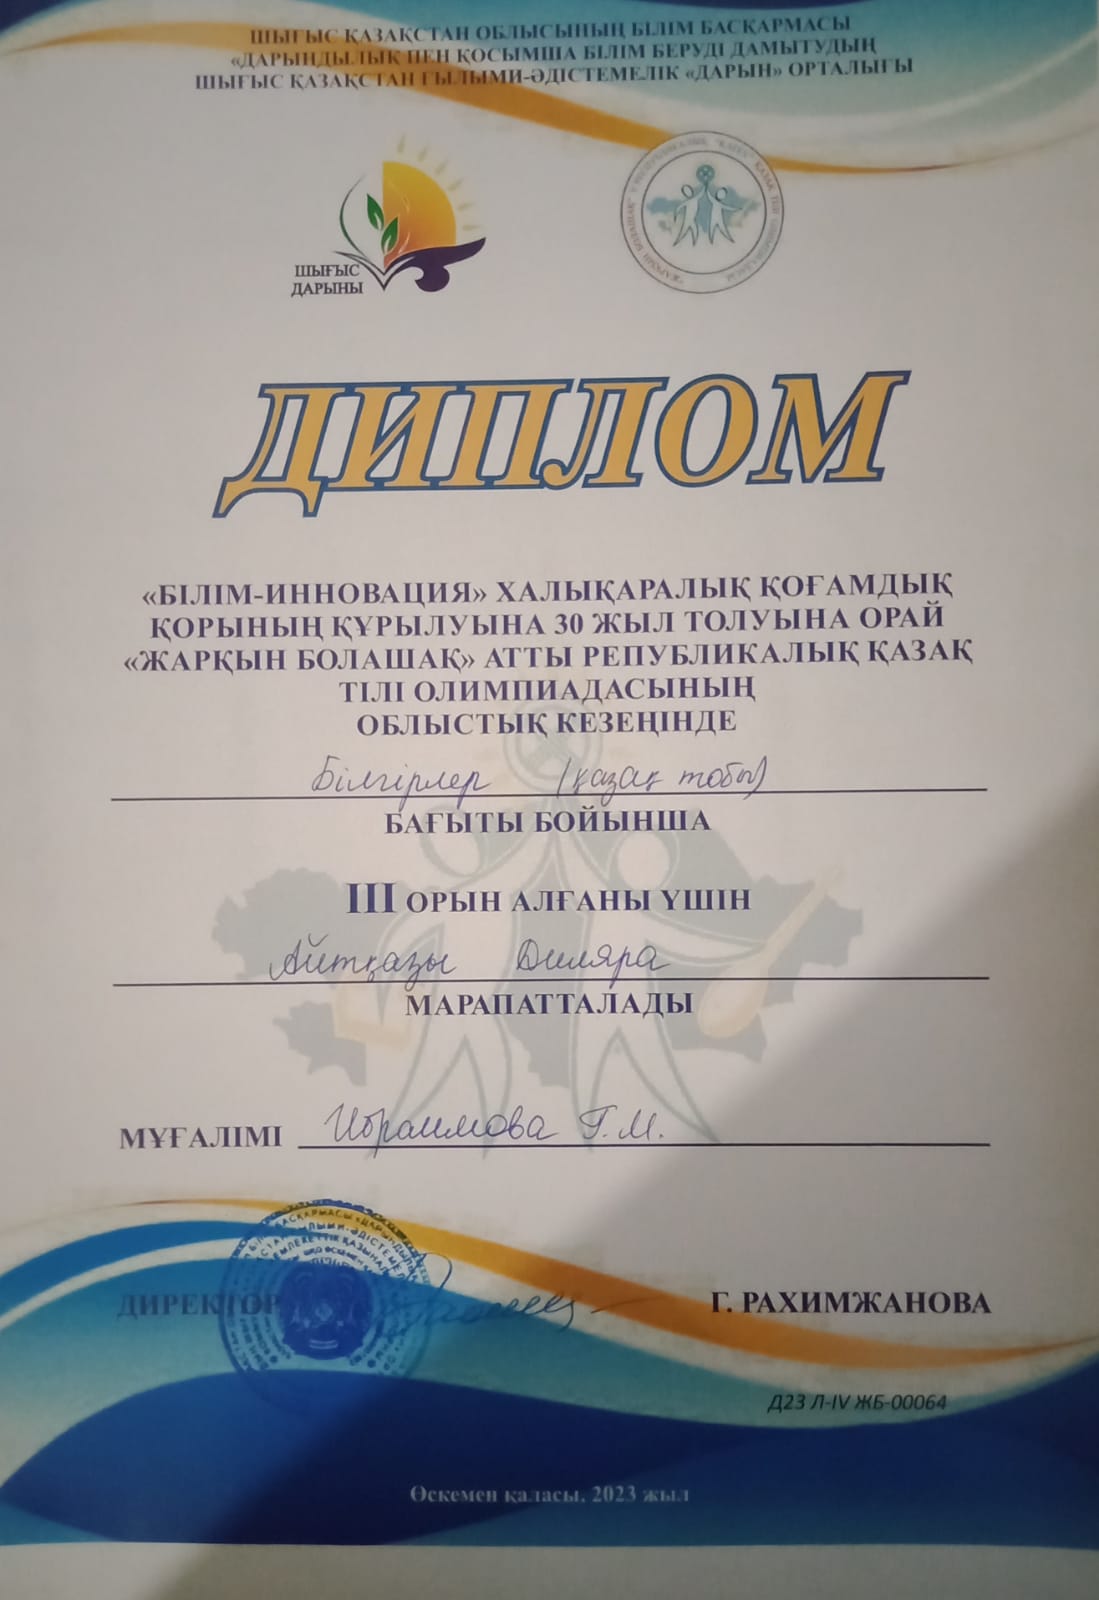 ШЫҒЫС ҚАЗАҚСТАН ОБЛЫСЫНЫҢ БІЛІМ БАСҚАРМАСЫ
«ДАРЫНДЫЛЫҚ ПЕН ҚОСЫМША БІЛІМ БЕРУДІ ДАМЫТУДЫҢ
ШЫҒЫС ҚАЗАҚСТАН ҒЫЛЫМИ-ӘДІСТЕМЕЛІК «ДАРЫН» ОРТАЛЫҒЫ
ШЫҒЫС
ДАРЫНЫ
ДИПЛОМ
«БІЛІМ-ИННОВАЦИЯ» ХАЛЫҚАРАЛЫҚ ҚОҒАМДЫҚ
ҚОРЫНЫҢ ҚҰРЫЛУЫНА 30 ЖЫЛ ТОЛУЫНА ОРАЙ
«ЖАРҚЫН БОЛАШАҚ» АТТЫ РЕПУБЛИКАЛЫҚ ҚАЗАҚ
ТІЛІ ОЛИМПИАДАСЫНЫҢ
ОБЛЫСТЫҚ КЕЗЕҢІНДЕ
Білгірлер (қазақ тобы)
БАҒЫТЫ БОЙЫНША
III ОРЫН АЛҒАНЫ ҮШІН
Айтқазы Диляра
МАРАПАТТАЛАДЫ
МҰҒАЛІМІ Ибраимова Г.М.
ДИРЕКТОР Г. РАХИМЖАНОВА
Д23 Л-IV ЖБ-00064
Өскемен қаласы, 2023 жыл